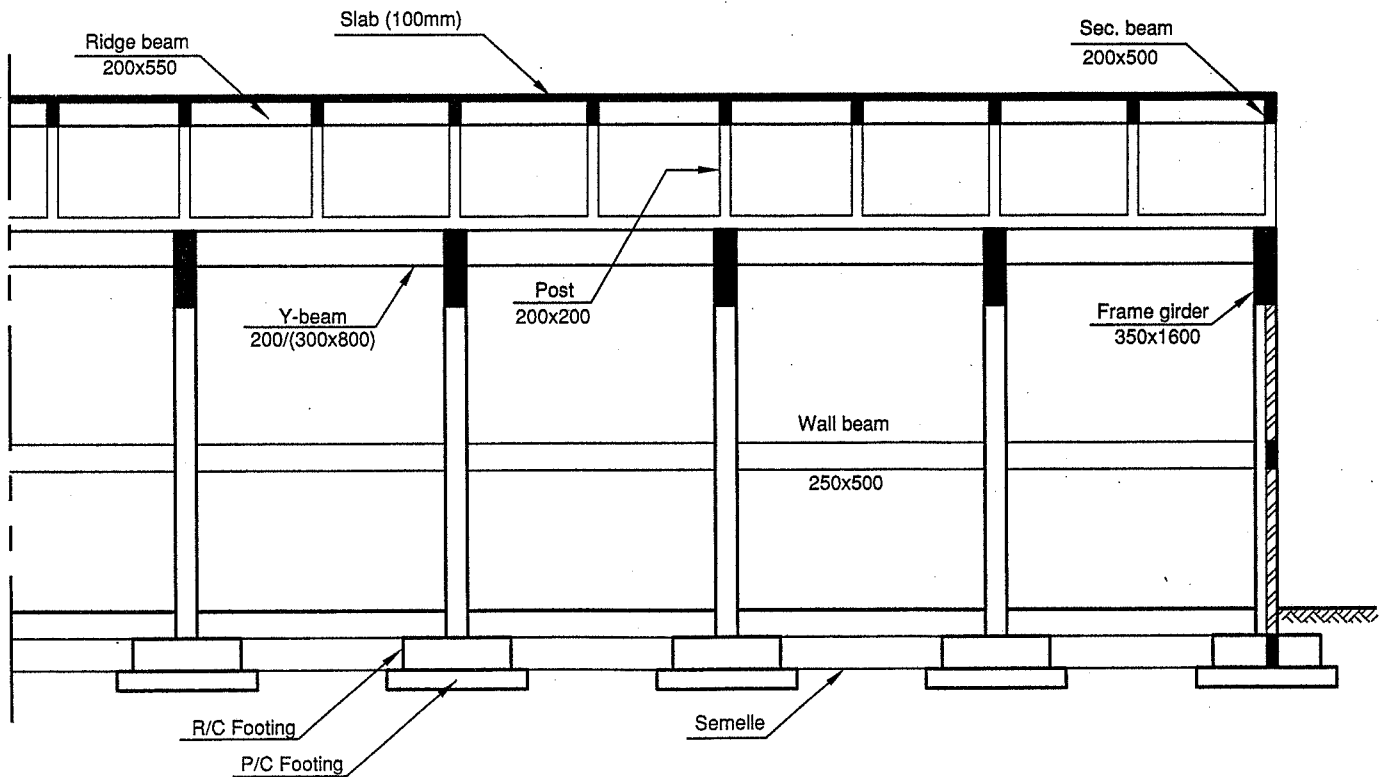 Slab (100mm)
Ridge beam
200x550
Sec. beam
200x500
Y-beam
200/(300x800)
Post
200x200
Frame girder
350x1600
Wall beam
250x500
R/C Footing
P/C Footing
Semelle